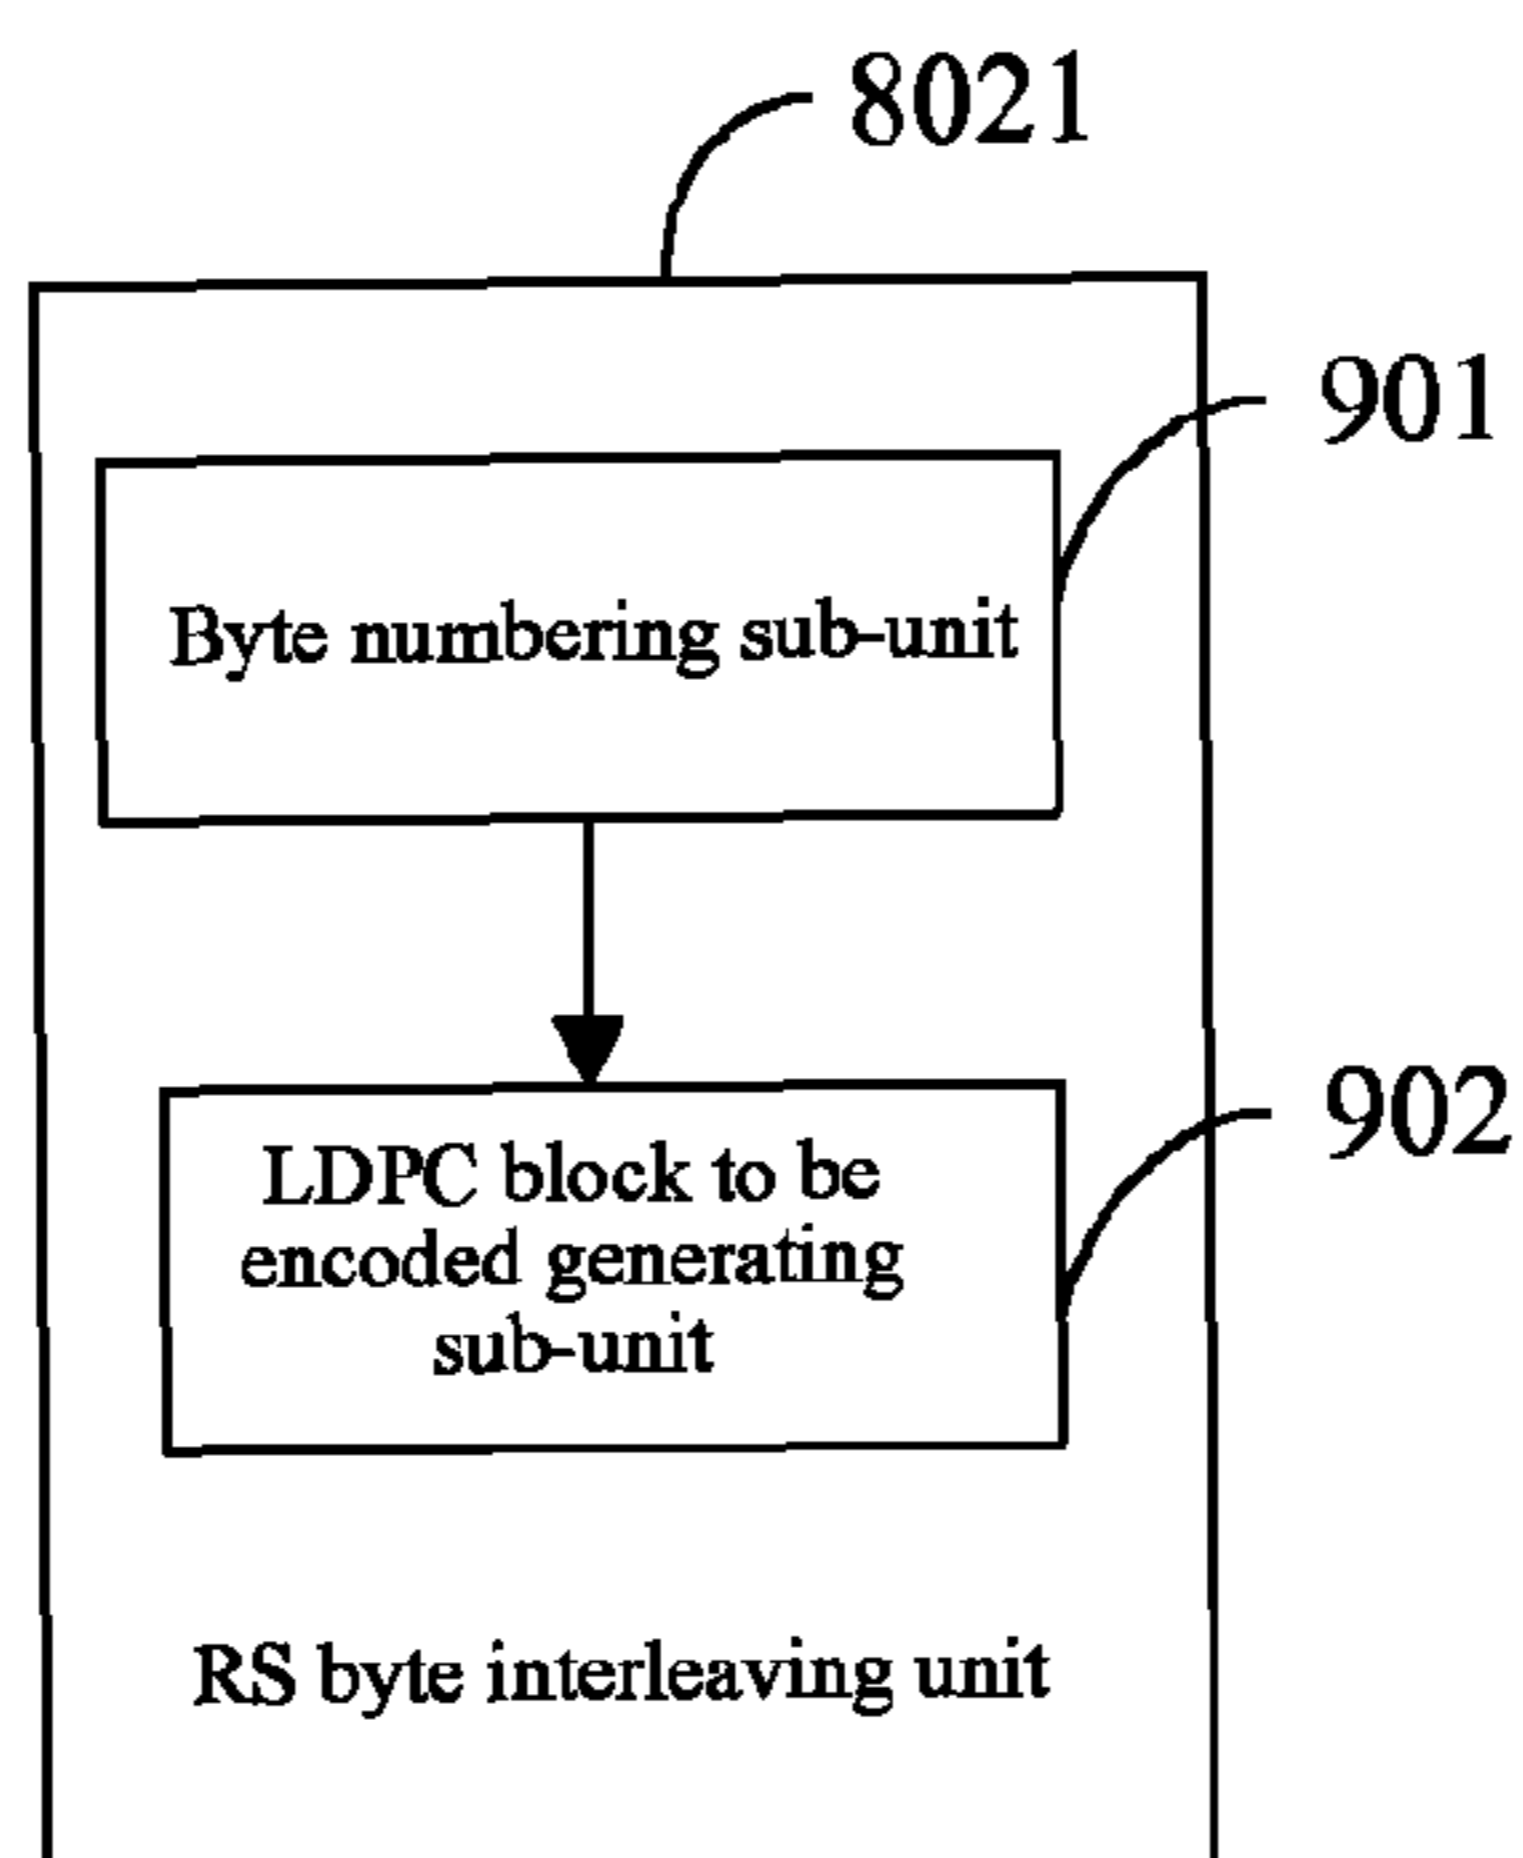 8021
901
Byte numbering sub-unit
902
LDPC block to be
encoded generating
sub-unit
RS byte interleaving unit